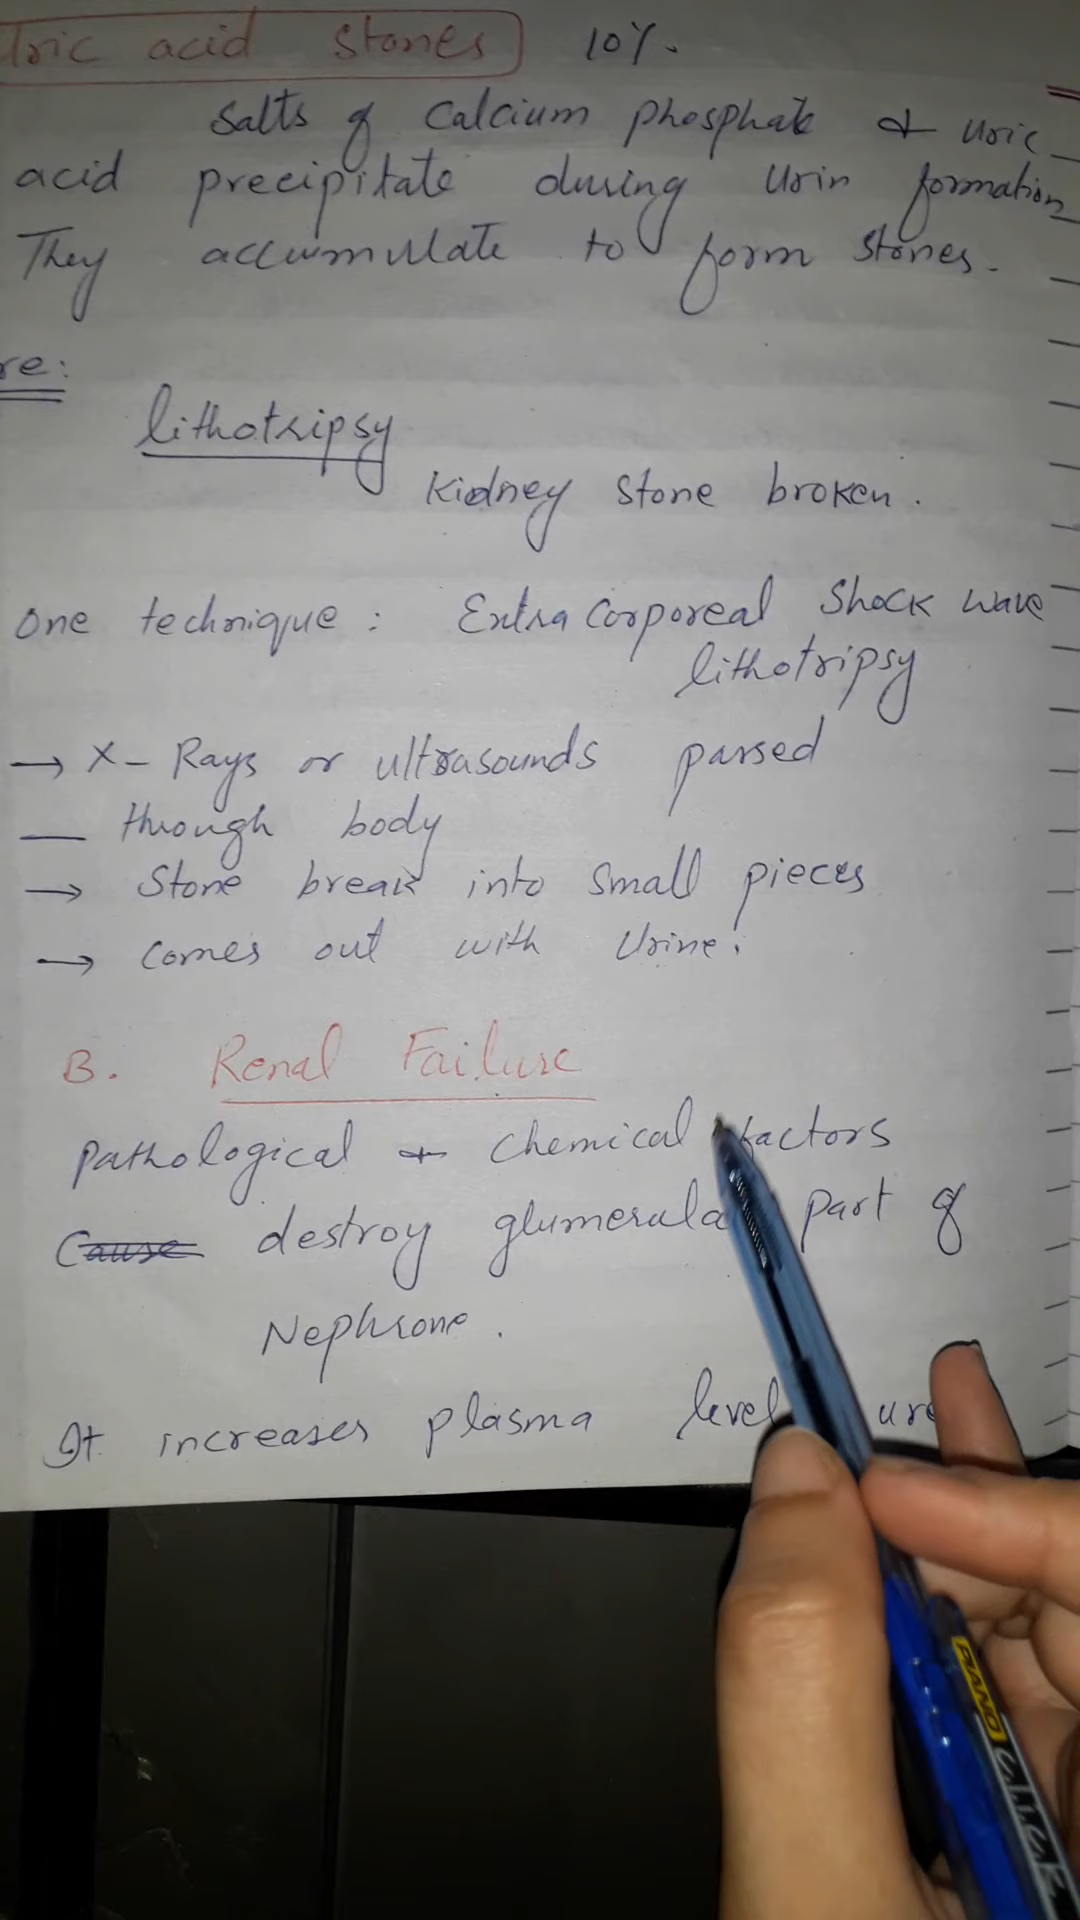 uric acid stones 10%.
Salts of Calcium phosphate & uric
acid precipitate during urin formation
They accumulate to form stones.
re:
lithotripsy
Kidney stone broken.
One technique: Extra Corporeal Shock wave
lithotripsy
→ X-Rays or ultrasounds passed
— through body
→ Stone break into small pieces
→ comes out with urine.
B. Renal Failure
Pathological & chemical factors
Cause destroy glumerula part of
Nephrone.
It increases plasma level ure
PIANO